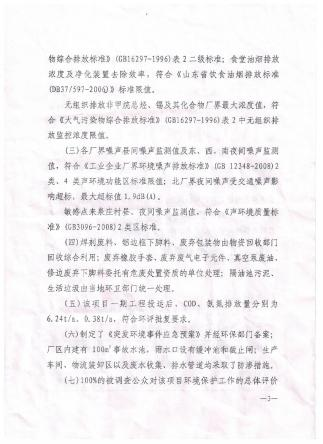 物综合排放标准》(GB16297-1996)表2二级标准；食堂油烟排放
浓度及净化装置去除效率，符合《山东省饮食油烟排放标准
(DB37/597-2006)》标准限值。
无组织排放非甲烷总烃、锡及其化合物厂界最大浓度值，符
合《大气污染物综合排放标准》(GB16297-1996)表2中无组织排
放监控浓度限值。
(三)各厂界噪声昼间噪声监测值及东、西、南夜间噪声监测
值，符合《工业企业厂界环境噪声排放标准》(GB 12348-2008)2
类、4 类声环境功能区标准限值；北厂界夜间噪声受交通噪声影
响超标，最大超标值 1.9dB(A)。
敏感点来泉庄村昼、夜间噪声监测值，符合《声环境质量标
准》(GB3096-2008)2类区标准。
(四)焊剂废料、铝边框下脚料、废弃包装物由物资回收部门
回收综合利用；废弃橡胶手套、废弃废气电子元件、真空泵废油、
修边废弃下脚料委托有危废处置资质的单位处理；隔油池污泥、
生活垃圾由当地环卫部门统一处理。
(五)该项目一期工程投运后，COD、氨氮排放量分别为
6.24t/a、0.38t/a，符合环评批复要求。
(六)制定了《突发环境事件应急预案》并经环保部门备案；
厂区内建有 100m³事故水池，雨水口设有缓冲池和截止阀；生产
车间、物流装卸区以及废水收集、排水管道均采取了防渗措施。
(七)100%的被调查公众对该项目环境保护工作的总体评价
—3—